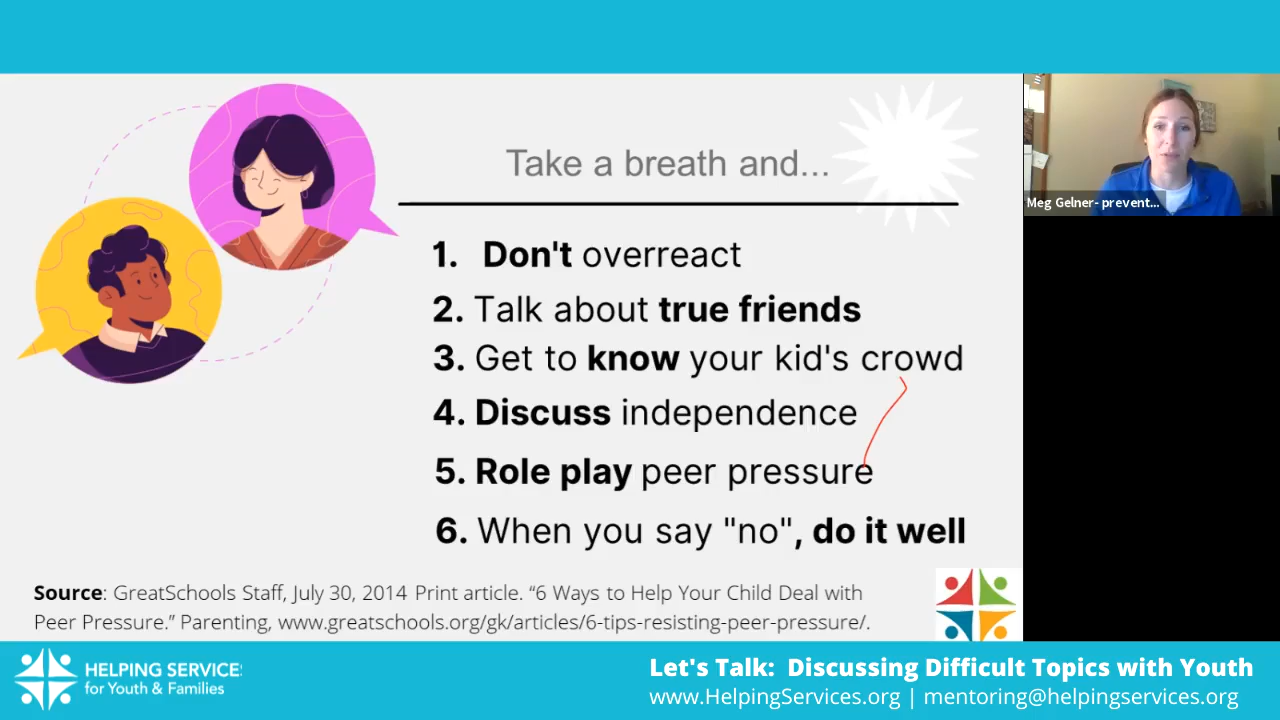 Take a breath and...
1. Don't overreact
2. Talk about true friends
3. Get to know your kid's crowd
4. Discuss independence
5. Role play peer pressure
6. When you say "no", do it well
Source: GreatSchools Staff, July 30, 2014 Print article. “6 Ways to Help Your Child Deal with
Peer Pressure.” Parenting, www.greatschools.org/gk/articles/6-tips-resisting-peer-pressure/.
Meg Gelner- prevent...
HELPING SERVICES
for Youth & Families
Let's Talk: Discussing Difficult Topics with Youth
www.HelpingServices.org | mentoring@helpingservices.org